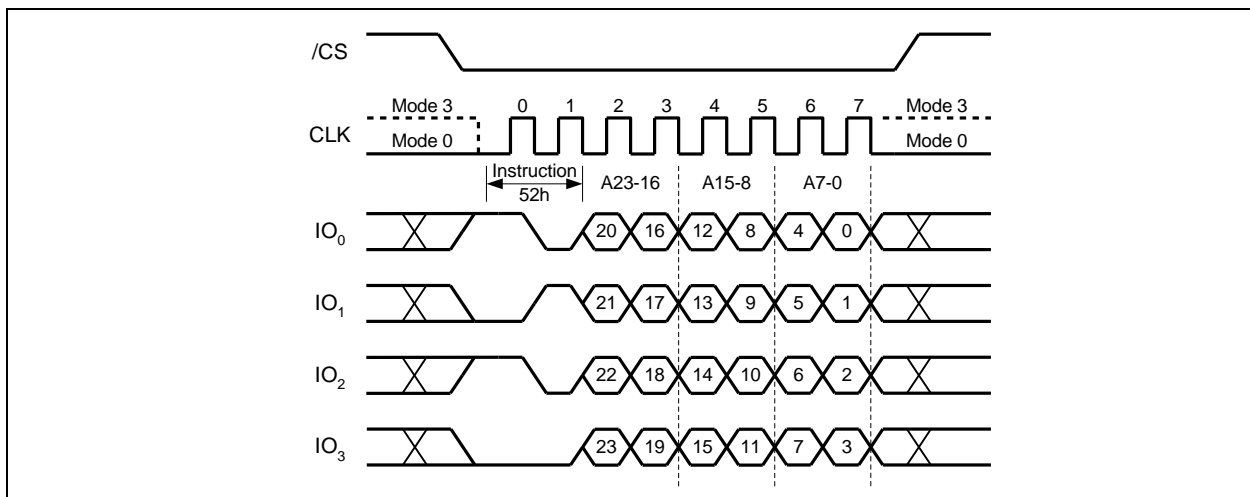 /CS
Mode 3 0 1 2 3 4 5 6 7 Mode 3
CLK
Mode 0 Mode 0
Instruction
52h
A23-16 A15-8 A7-0
IO0 20 16 12 8 4 0
IO1 21 17 13 9 5 1
IO2 22 18 14 10 6 2
IO3 23 19 15 11 7 3